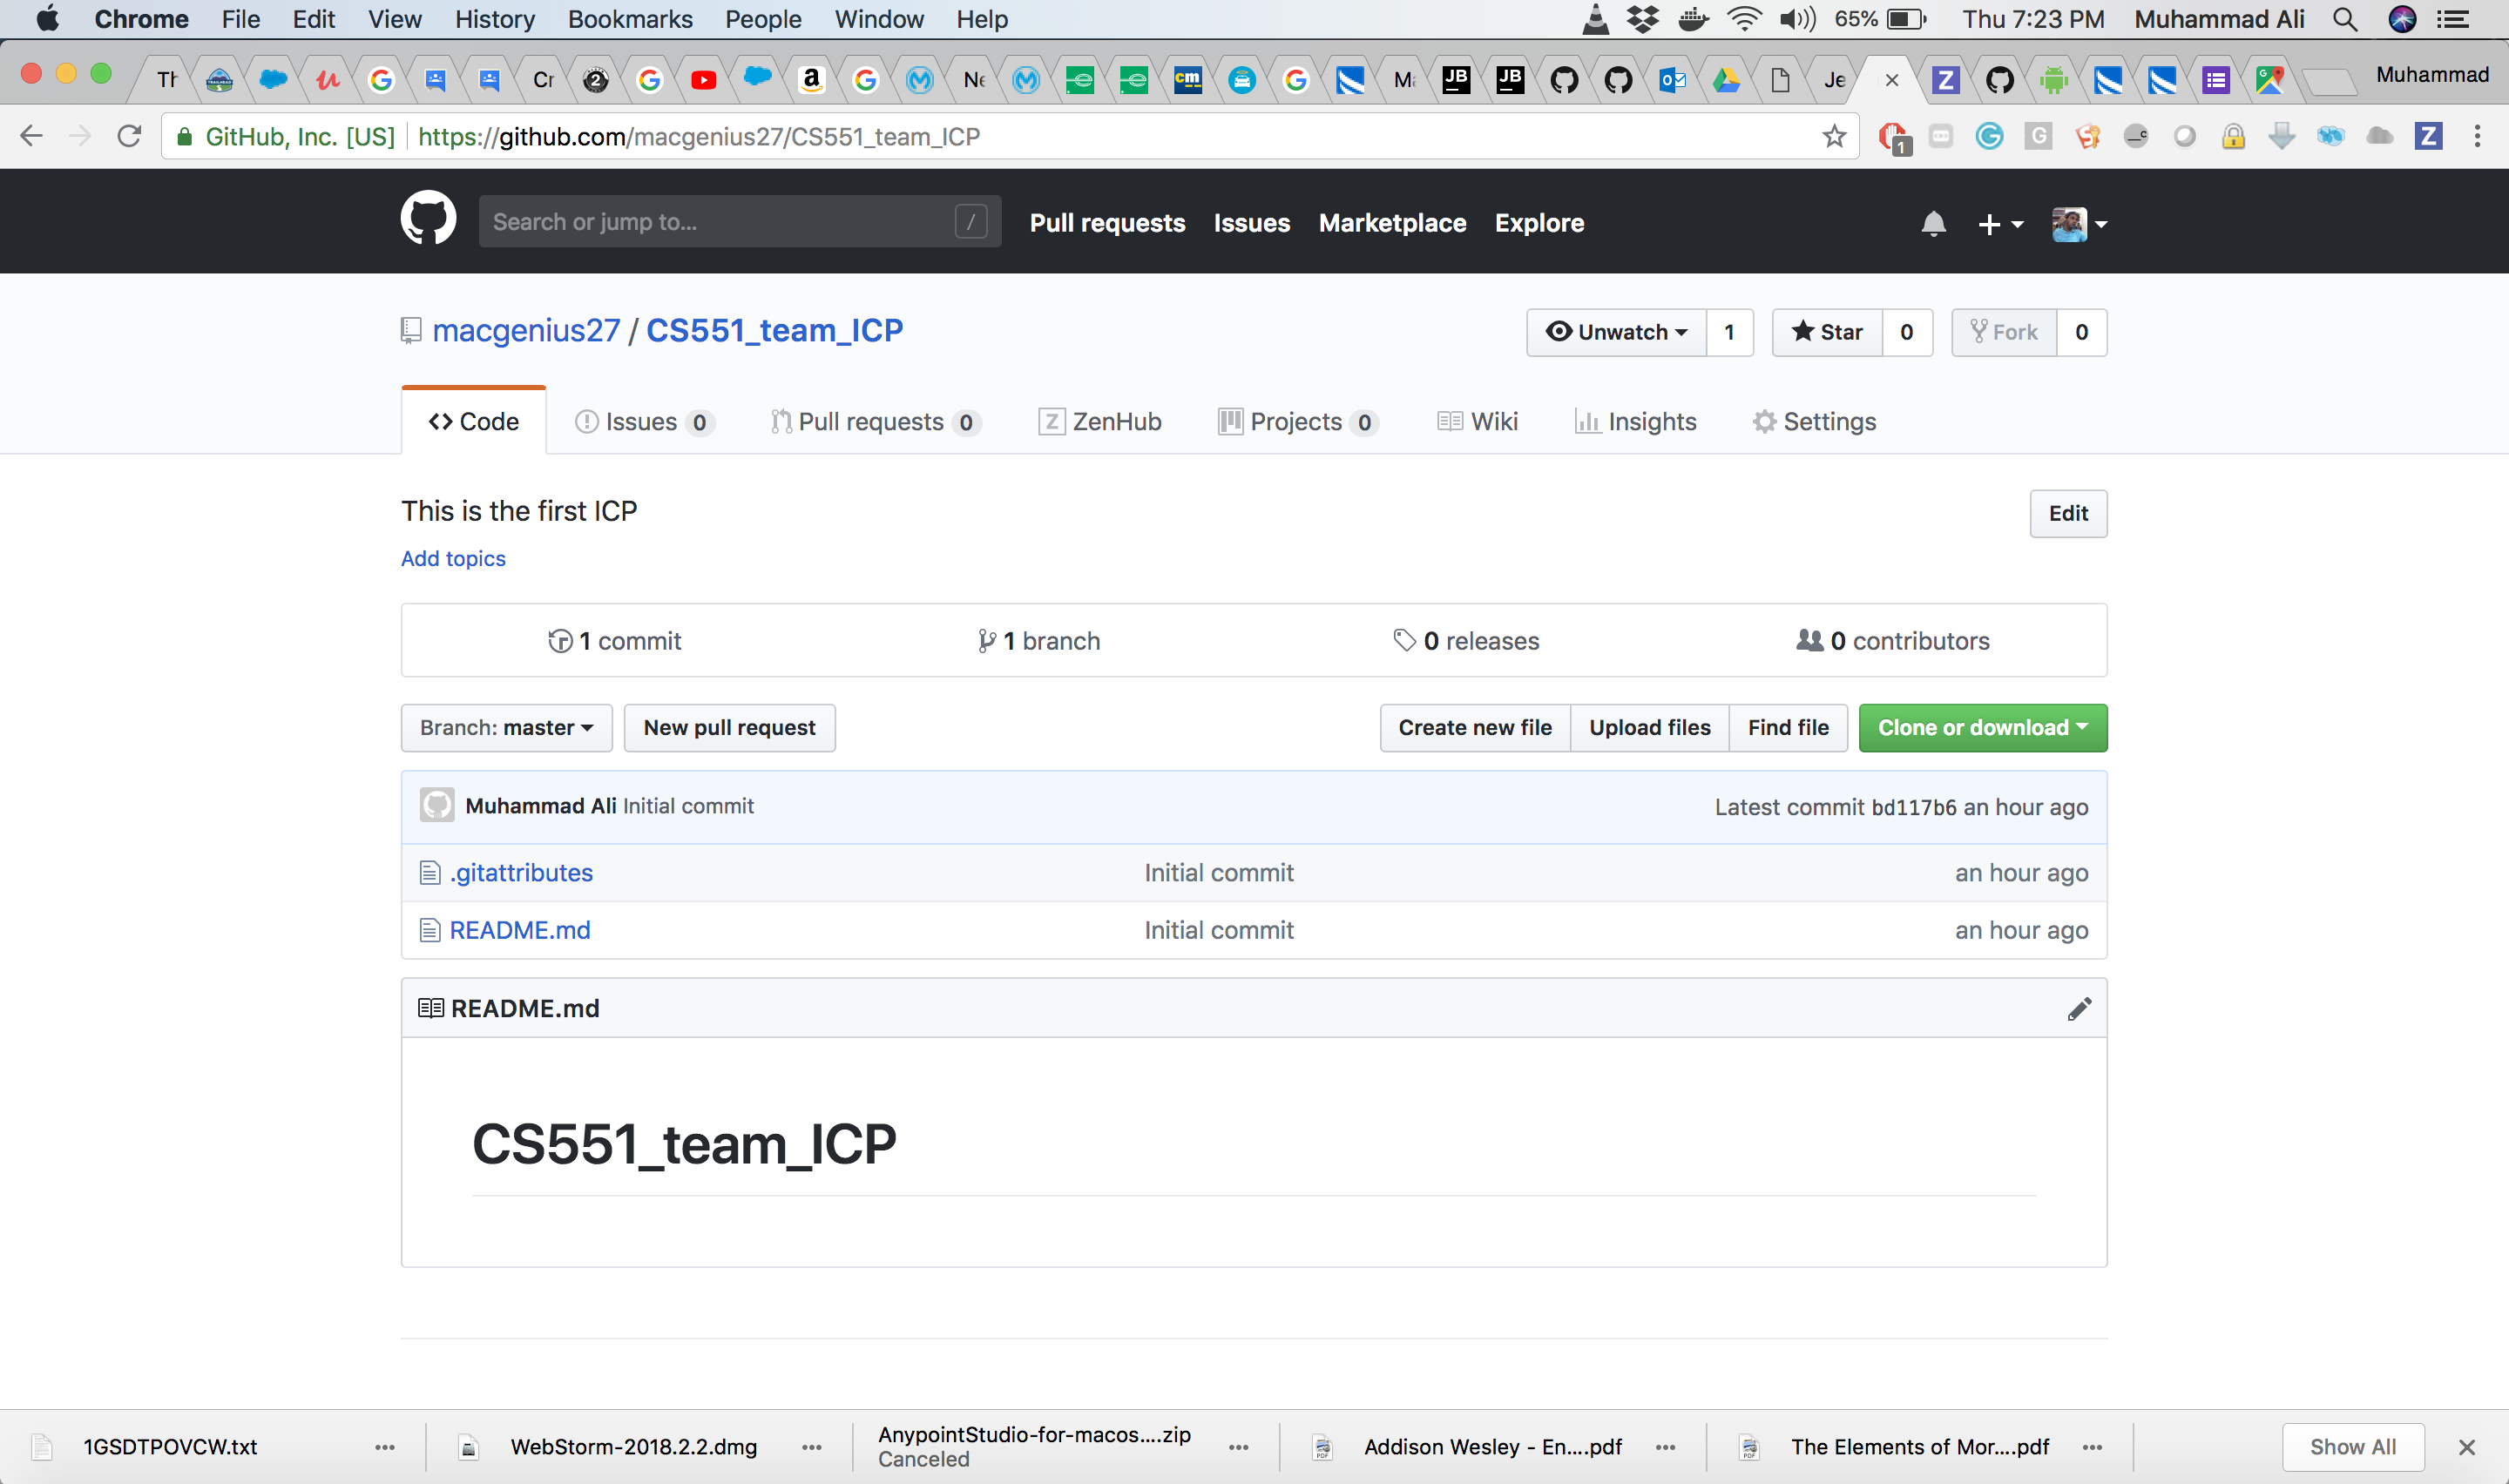 Chrome File Edit View History Bookmarks People Window Help 65% Thu 7:23 PM Muhammad Ali
Th Cr 2 a Ne cm Ma JB JB Je Z Muhammad
GitHub, Inc. [US] https://github.com/macgenius27/CS551_team_ICP 1 G Z
Search or jump to... / Pull requests Issues Marketplace Explore
macgenius27 / CS551_team_ICP Unwatch 1 Star 0 Fork 0
Code Issues 0 Pull requests 0 Z ZenHub Projects 0 Wiki Insights Settings
This is the first ICP Edit
Add topics
1 commit 1 branch 0 releases 0 contributors
Branch: master New pull request Create new file Upload files Find file Clone or download
Muhammad Ali Initial commit Latest commit bd117b6 an hour ago
.gitattributes Initial commit an hour ago
README.md Initial commit an hour ago
README.md
CS551_team_ICP
1GSDTPOVCW.txt WebStorm-2018.2.2.dmg AnypointStudio-for-macos....zip Addison Wesley - En....pdf The Elements of Mor....pdf Show All
Canceled